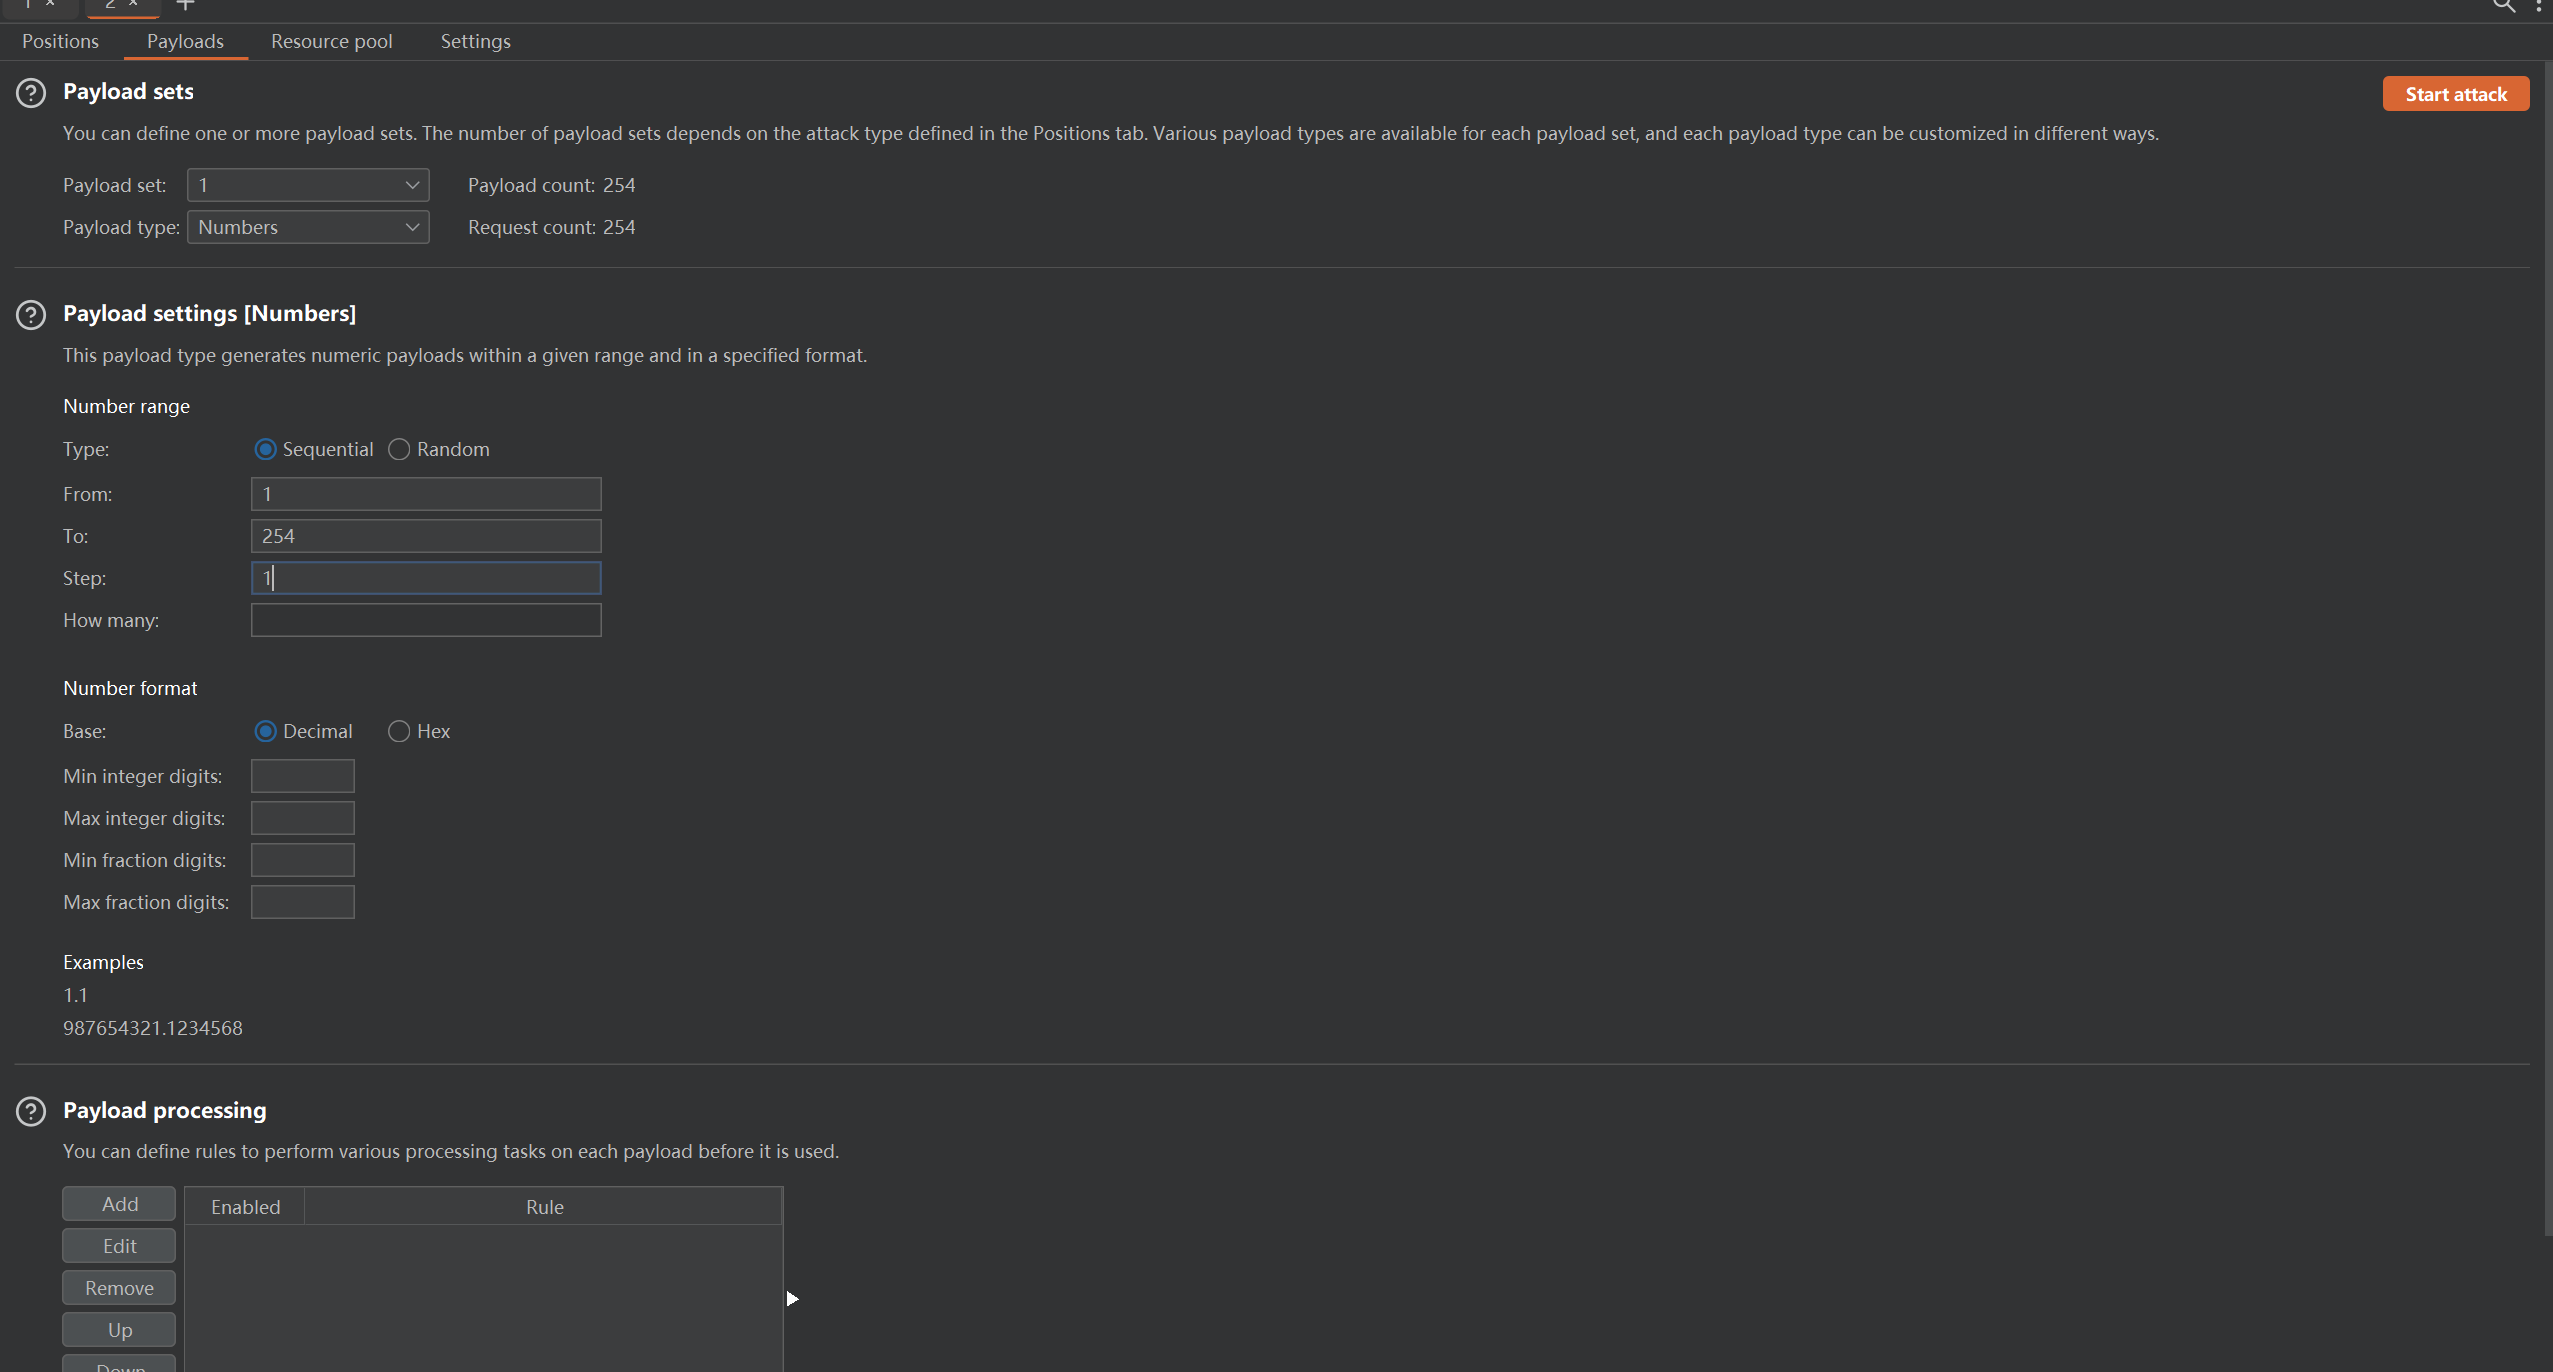 1 × 2 × +
Positions Payloads Resource pool Settings
Payload sets
Start attack
You can define one or more payload sets. The number of payload sets depends on the attack type defined in the Positions tab. Various payload types are available for each payload set, and each payload type can be customized in different ways.
Payload set: 1 Payload count: 254
Payload type: Numbers Request count: 254
Payload settings [Numbers]
This payload type generates numeric payloads within a given range and in a specified format.
Number range
Type: Sequential Random
From: 1
To: 254
Step: 1
How many:
Number format
Base: Decimal Hex
Min integer digits:
Max integer digits:
Min fraction digits:
Max fraction digits:
Examples
1.1
987654321.1234568
Payload processing
You can define rules to perform various processing tasks on each payload before it is used.
Add Enabled Rule
Edit
Remove
Up
Down